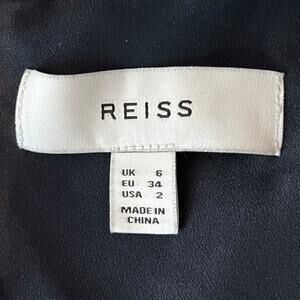 REISS
UK 6
EU 34
USA 2
MADE IN
CHINA